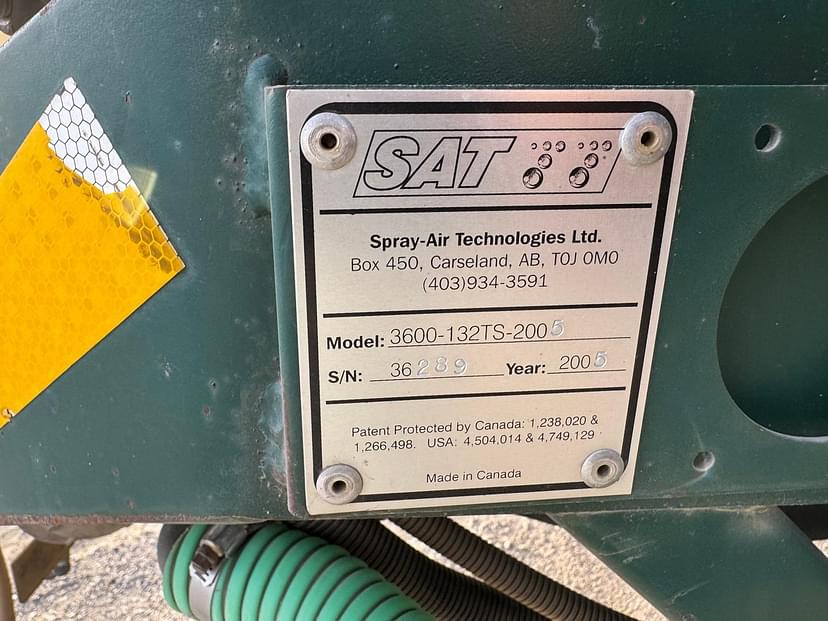 SAT
Spray-Air Technologies Ltd.
Box 450, Carseland, AB, T0J 0M0
(403)934-3591
Model: 3600-132TS-2005
S/N: 36289 Year: 2005
Patent Protected by Canada: 1,238,020 &
1,266,498. USA: 4,504,014 & 4,749,129
Made in Canada